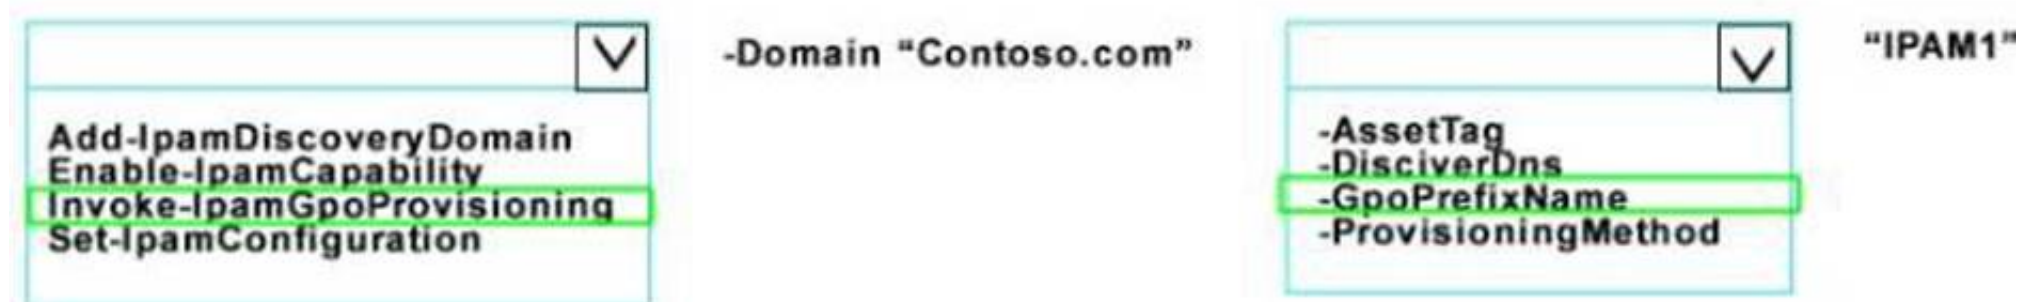 -Domain “Contoso.com”
“IPAM1”
Add-IpamDiscoveryDomain
Enable-IpamCapability
Invoke-IpamGpoProvisioning
Set-IpamConfiguration
-AssetTag
-DisciverDns
-GpoPrefixName
-ProvisioningMethod